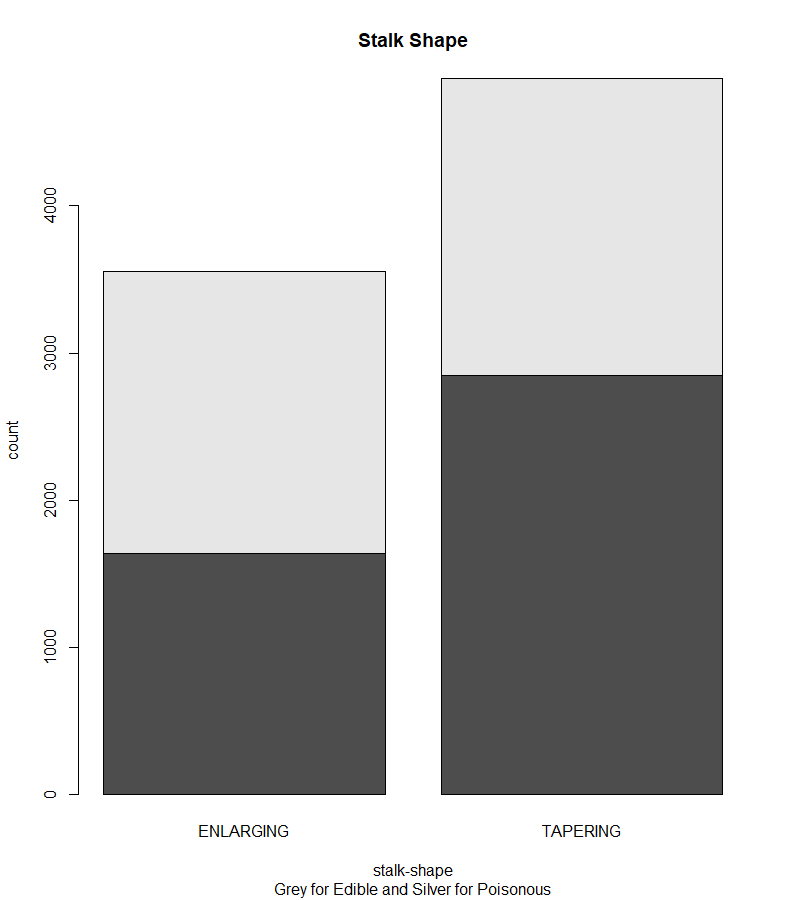 Stalk Shape
4000
3000
2000
1000
0
count
ENLARGING
TAPERING
stalk-shape
Grey for Edible and Silver for Poisonous